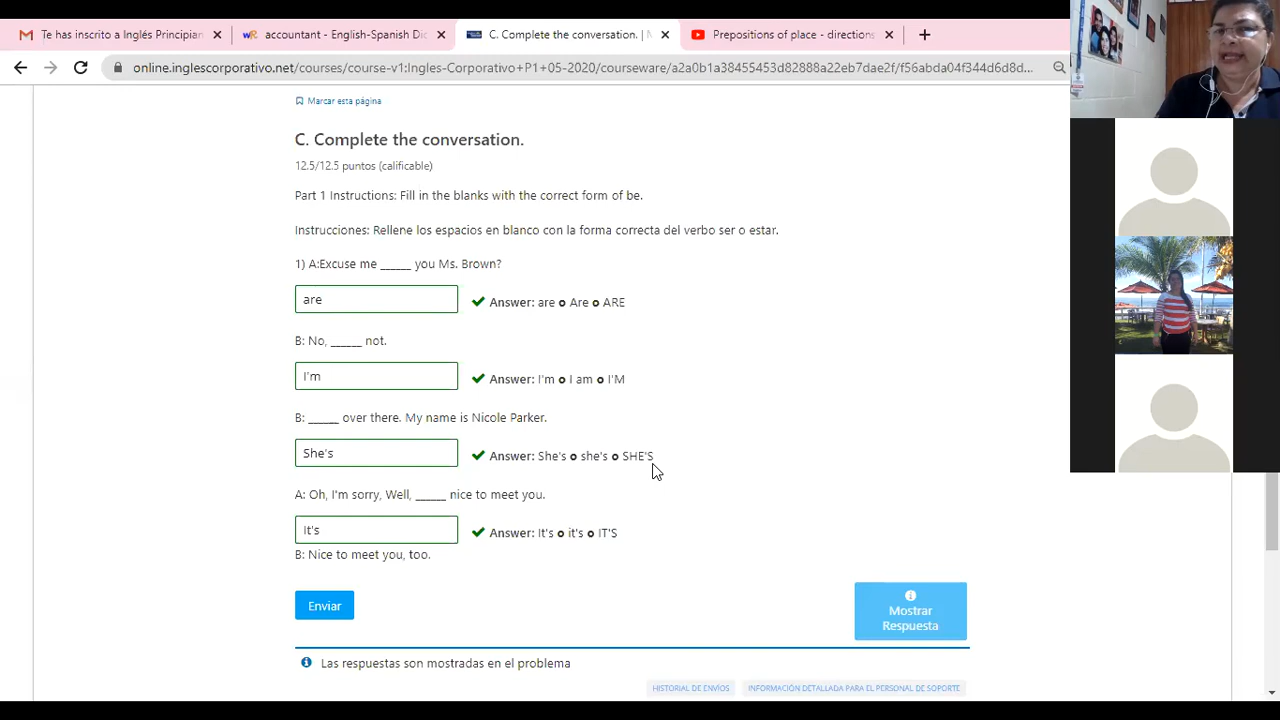 Te has inscrito a Inglés Principian
accountant - English-Spanish Dic
C. Complete the conversation. | M
Prepositions of place - directions
online.inglescorporativo.net/courses/course-v1:Ingles-Corporativo+P1+05-2020/courseware/a2a0b1a38455453d82888a22eb7dae2f/f56abda04f344d6d8d...
Marcar esta página
C. Complete the conversation.
12.5/12.5 puntos (calificable)
Part 1 Instructions: Fill in the blanks with the correct form of be.
Instrucciones: Rellene los espacios en blanco con la forma correcta del verbo ser o estar.
1) A:Excuse me ______ you Ms. Brown?
are
Answer: are o Are o ARE
B: No, ______ not.
I'm
Answer: I'm o I am o I'M
B: ______ over there. My name is Nicole Parker.
She's
Answer: She's o she's o SHE'S
A: Oh, I'm sorry, Well, ______ nice to meet you.
It's
Answer: It's o it's o IT'S
B: Nice to meet you, too.
Enviar
Mostrar
Respuesta
Las respuestas son mostradas en el problema
HISTORIAL DE ENVÍOS
INFORMACIÓN DETALLADA PARA EL PERSONAL DE SOPORTE